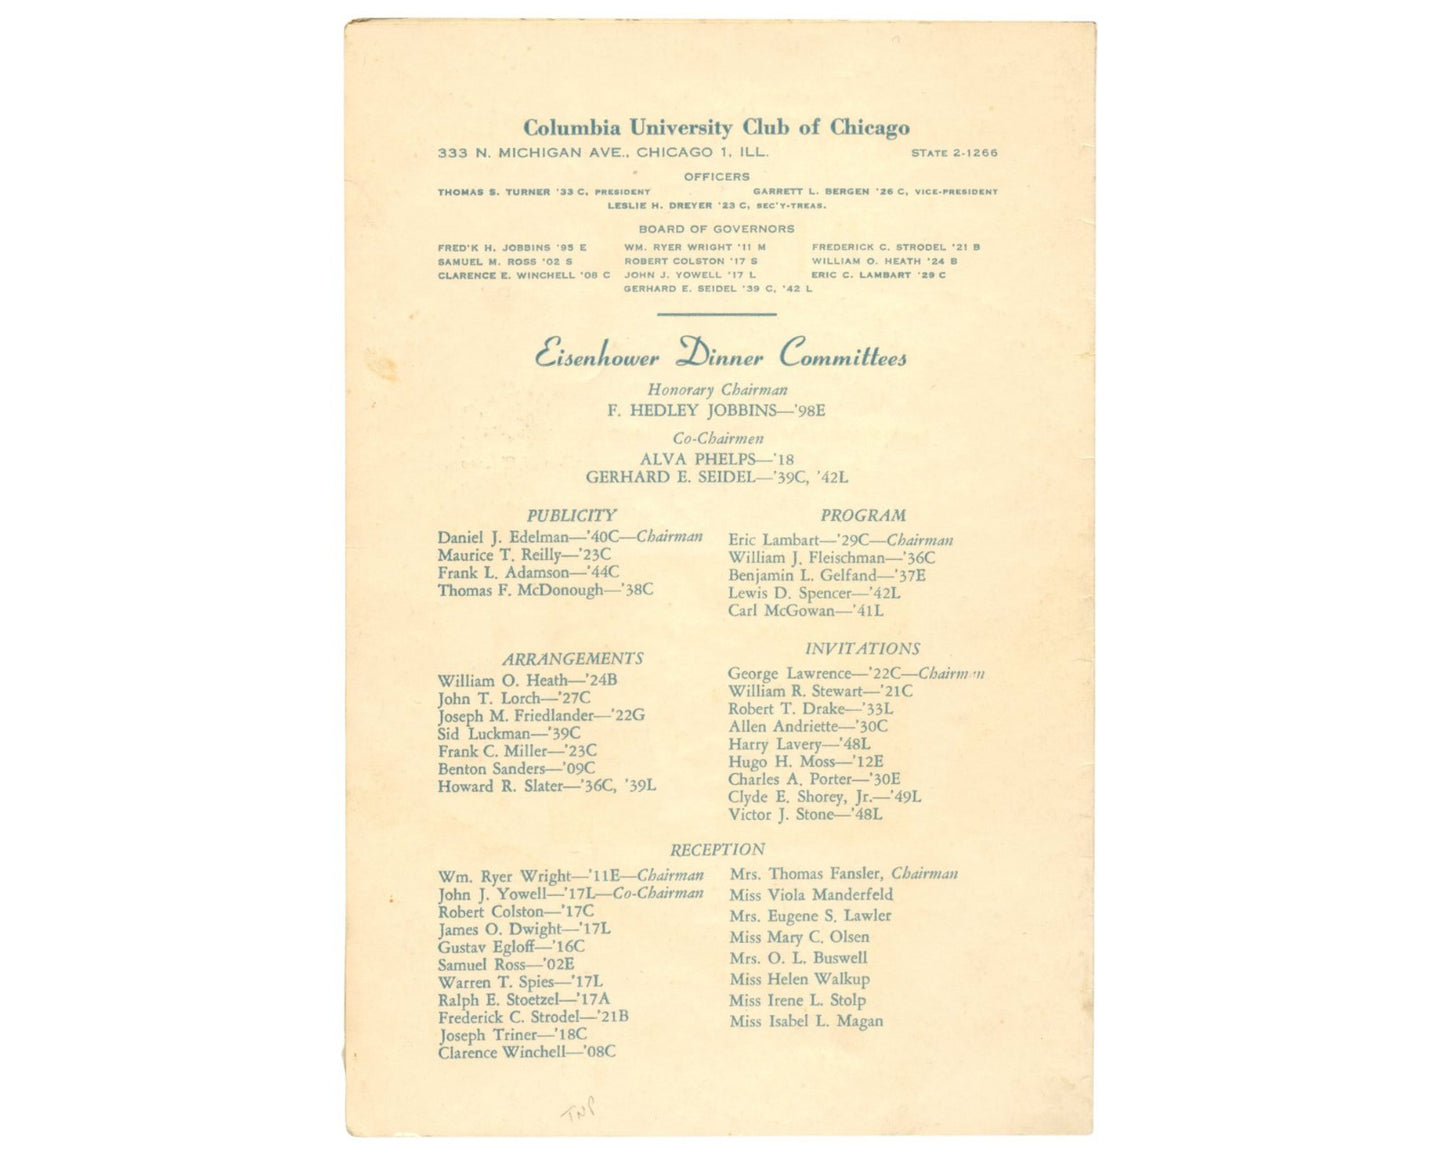 Columbia University Club of Chicago
333 N. MICHIGAN AVE., CHICAGO 1, ILL. STATE 2-1266
OFFICERS
THOMAS S. TURNER '33 C, PRESIDENT GARRETT L. BERGEN '26 C, VICE-PRESIDENT
LESLIE H. DREYER '23 C, SEC'Y-TREAS.
BOARD OF GOVERNORS
FRED'K H. JOBBINS '95 E WM. RYER WRIGHT '11 M FREDERICK C. STRODEL '21 B
SAMUEL M. ROSS '02 S ROBERT COLSTON '17 S WILLIAM O. HEATH '24 B
CLARENCE E. WINCHELL '08 C JOHN J. YOWELL '17 L ERIC C. LAMBART '29 C
GERHARD E. SEIDEL '39 C, '42 L
Eisenhower Dinner Committees
Honorary Chairman
F. HEDLEY JOBBINS—'98E
Co-Chairmen
ALVA PHELPS—'18
GERHARD E. SEIDEL—'39C, '42L
PUBLICITY
Daniel J. Edelman—'40C—Chairman
Maurice T. Reilly—'23C
Frank L. Adamson—'44C
Thomas F. McDonough—'38C
PROGRAM
Eric Lambart—'29C—Chairman
William J. Fleischman—'36C
Benjamin L. Gelfand—'37E
Lewis D. Spencer—'42L
Carl McGowan—'41L
ARRANGEMENTS
William O. Heath—'24B
John T. Lorch—'27C
Joseph M. Friedlander—'22G
Sid Luckman—'39C
Frank C. Miller—'23C
Benton Sanders—'09C
Howard R. Slater—'36C, '39L
INVITATIONS
George Lawrence—'22C—Chairman
William R. Stewart—'21C
Robert T. Drake—'33L
Allen Andriette—'30C
Harry Lavery—'48L
Hugo H. Moss—'12E
Charles A. Porter—'30E
Clyde E. Shorey, Jr.—'49L
Victor J. Stone—'48L
RECEPTION
Wm. Ryer Wright—'11E—Chairman
John J. Yowell—'17L—Co-Chairman
Robert Colston—'17C
James O. Dwight—'17L
Gustav Egloff—'16C
Samuel Ross—'02E
Warren T. Spies—'17L
Ralph E. Stoetzel—'17A
Frederick C. Strodel—'21B
Joseph Triner—'18C
Clarence Winchell—'08C
Mrs. Thomas Fansler, Chairman
Miss Viola Manderfeld
Mrs. Eugene S. Lawler
Miss Mary C. Olsen
Mrs. O. L. Buswell
Miss Helen Walkup
Miss Irene L. Stolp
Miss Isabel L. Magan